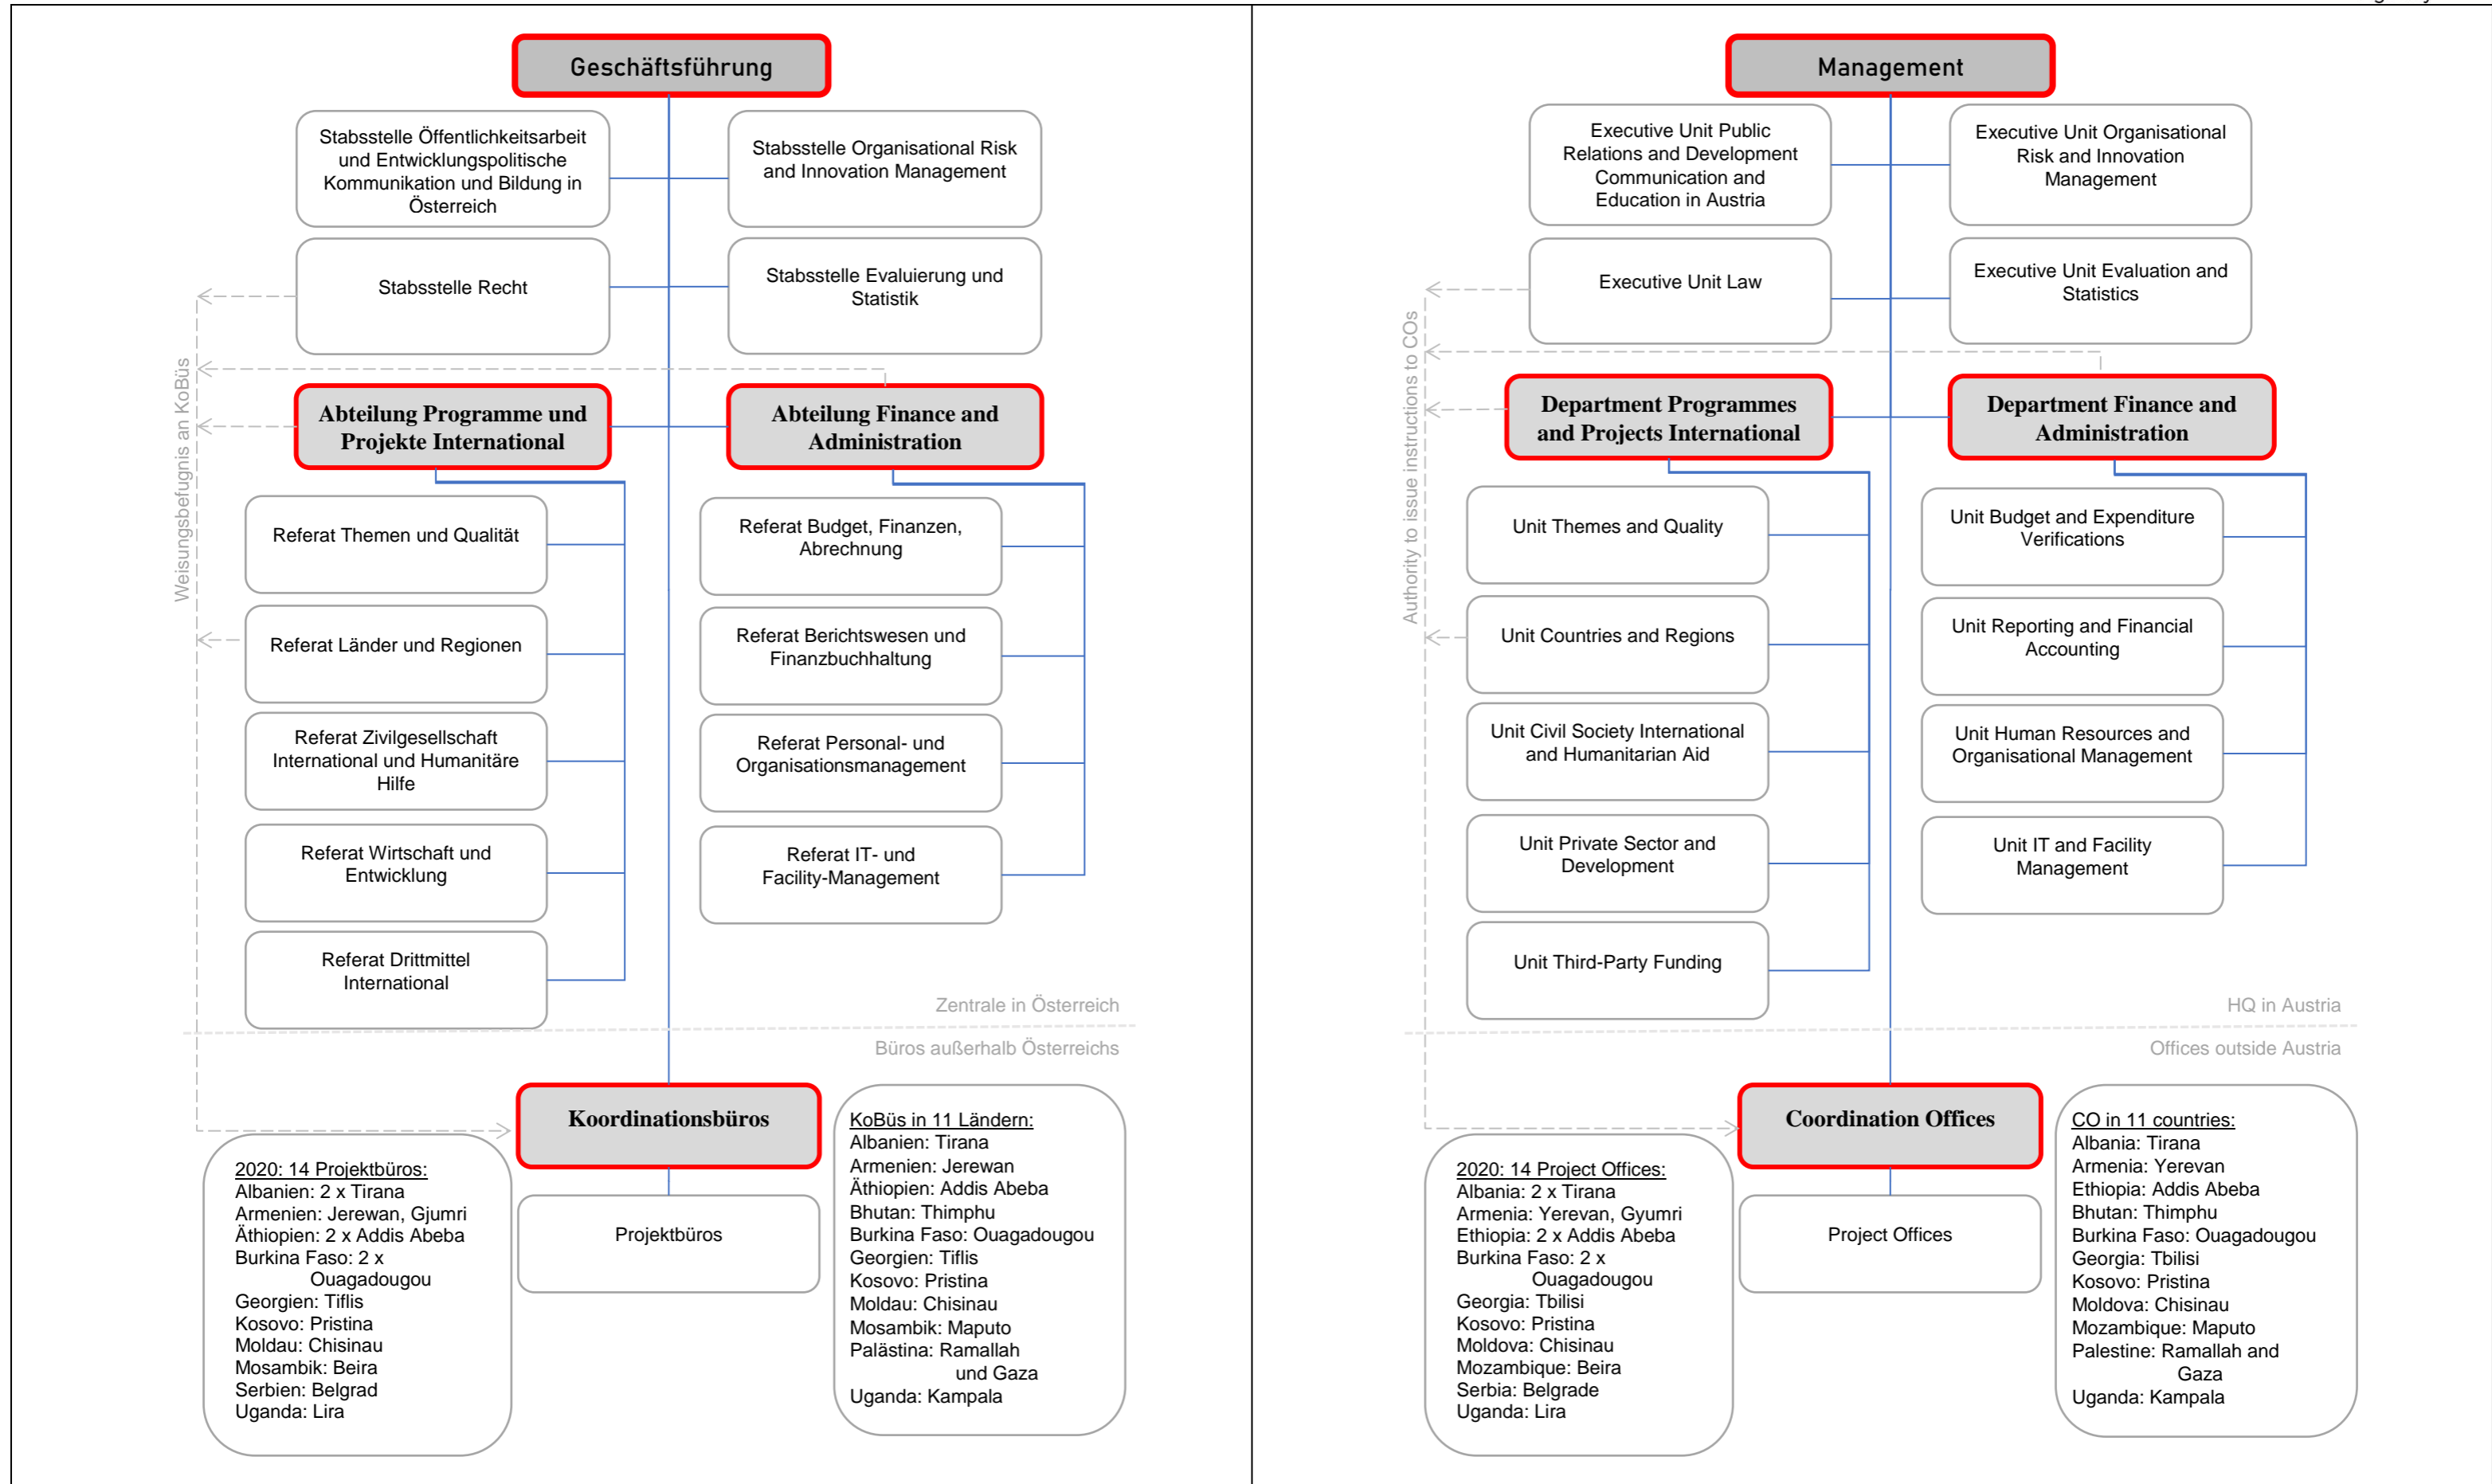 Geschäftsführung
Stabsstelle Öffentlichkeitsarbeit
und Entwicklungspolitische
Kommunikation und Bildung in
Österreich
Stabsstelle Organisational Risk
and Innovation Management
Stabsstelle Recht
Stabsstelle Evaluierung und
Statistik
Weisungsbefugnis an KoBüs
Abteilung Programme und
Projekte International
Abteilung Finance and
Administration
Referat Themen und Qualität
Referat Länder und Regionen
Referat Zivilgesellschaft
International und Humanitäre
Hilfe
Referat Wirtschaft und
Entwicklung
Referat Drittmittel
International
Referat Budget, Finanzen,
Abrechnung
Referat Berichtswesen und
Finanzbuchhaltung
Referat Personal- und
Organisationsmanagement
Referat IT- und
Facility-Management
Zentrale in Österreich
Büros außerhalb Österreichs
Koordinationsbüros
Projektbüros
2020: 14 Projektbüros:
Albanien: 2 x Tirana
Armenien: Jerewan, Gjumri
Äthiopien: 2 x Addis Abeba
Burkina Faso: 2 x
Ouagadougou
Georgien: Tiflis
Kosovo: Pristina
Moldau: Chisinau
Mosambik: Beira
Serbien: Belgrad
Uganda: Lira
KoBüs in 11 Ländern:
Albanien: Tirana
Armenien: Jerewan
Äthiopien: Addis Abeba
Bhutan: Thimphu
Burkina Faso: Ouagadougou
Georgien: Tiflis
Kosovo: Pristina
Moldau: Chisinau
Mosambik: Maputo
Palästina: Ramallah
und Gaza
Uganda: Kampala
Management
Executive Unit Public
Relations and Development
Communication and
Education in Austria
Executive Unit Organisational
Risk and Innovation
Management
Executive Unit Law
Executive Unit Evaluation and
Statistics
Authority to issue instructions to COs
Department Programmes
and Projects International
Department Finance and
Administration
Unit Themes and Quality
Unit Countries and Regions
Unit Civil Society International
and Humanitarian Aid
Unit Private Sector and
Development
Unit Third-Party Funding
Unit Budget and Expenditure
Verifications
Unit Reporting and Financial
Accounting
Unit Human Resources and
Organisational Management
Unit IT and Facility
Management
HQ in Austria
Offices outside Austria
Coordination Offices
Project Offices
2020: 14 Project Offices:
Albania: 2 x Tirana
Armenia: Yerevan, Gyumri
Ethiopia: 2 x Addis Abeba
Burkina Faso: 2 x
Ouagadougou
Georgia: Tbilisi
Kosovo: Pristina
Moldova: Chisinau
Mozambique: Beira
Serbia: Belgrade
Uganda: Lira
CO in 11 countries:
Albania: Tirana
Armenia: Yerevan
Ethiopia: Addis Abeba
Bhutan: Thimphu
Burkina Faso: Ouagadougou
Georgia: Tbilisi
Kosovo: Pristina
Moldova: Chisinau
Mozambique: Maputo
Palestine: Ramallah and
Gaza
Uganda: Kampala